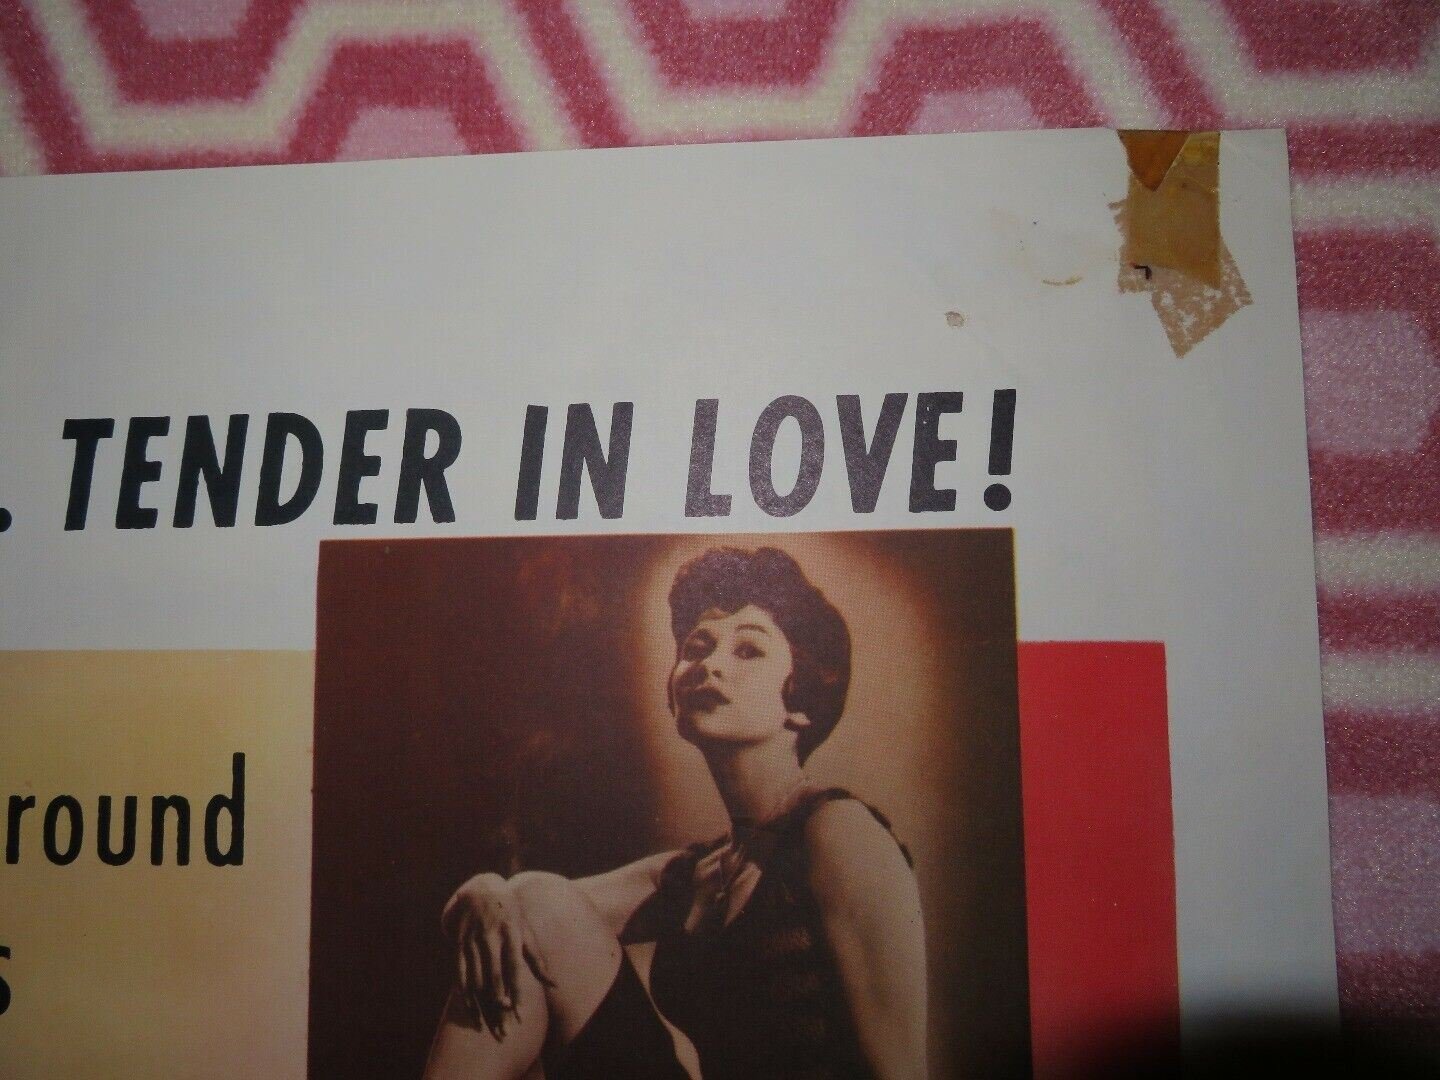 . TENDER IN LOVE!
round
s